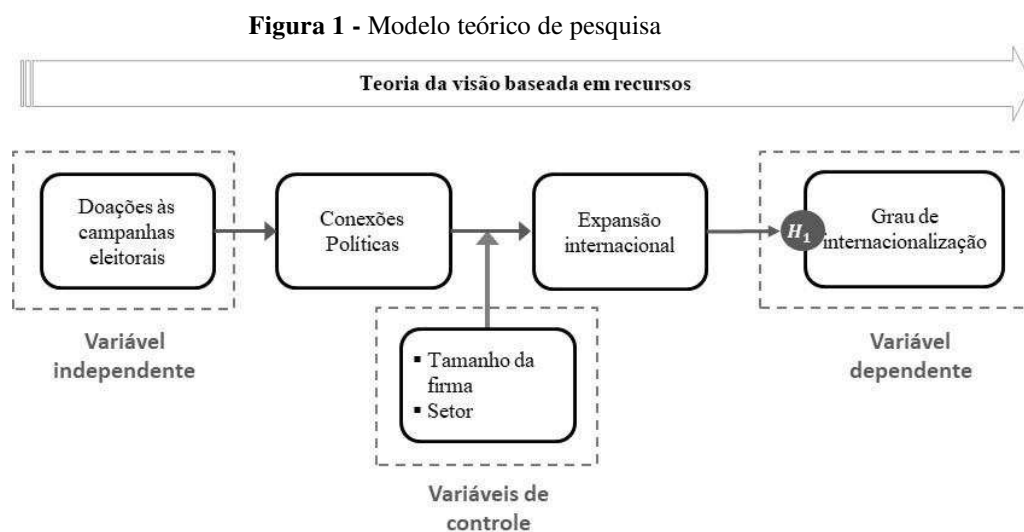 Figura 1 - Modelo teórico de pesquisa
Teoria da visão baseada em recursos
Doações às
campanhas
eleitorais
Conexões
Políticas
Expansão
internacional
H1
Grau de
internacionalização
Variável
independente
▪ Tamanho da
firma
▪ Setor
Variável
dependente
Variáveis de
controle